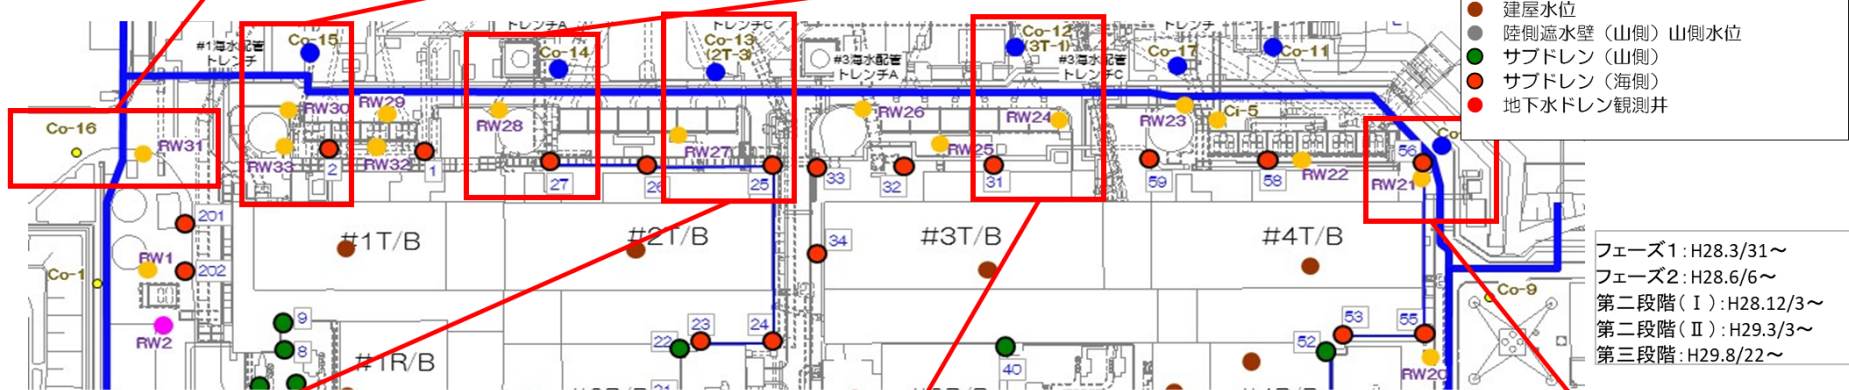 建屋水位
陸側遮水壁（山側）山側水位
サブドレン（山側）
サブドレン（海側）
地下水ドレン観測井
トレンチA
トレンチC
トレンチ
#1海水配管
トレンチ
Co-15
Co-14
Co-13
(2T-3)
#3海水配管
トレンチA
Co-12
(3T-1)
#3海水配管
トレンチC
Co-17
Co-11
Co-16
RW31
RW30
RW29
RW33
RW32
2
1
RW28
27
26
RW27
25
33
RW26
RW25
32
RW24
31
RW23
Ci-5
59
58
RW22
56
RW21
201
202
RW1
Co-1
RW2
#1T/B
#2T/B
#3T/B
#4T/B
34
9
8
#1R/B
22
23
24
40
52
53
55
RW20
Co-9
フェーズ1：H28.3/31～
フェーズ2：H28.6/6～
第二段階（Ⅰ）：H28.12/3～
第二段階（Ⅱ）：H29.3/3～
第三段階：H29.8/22～